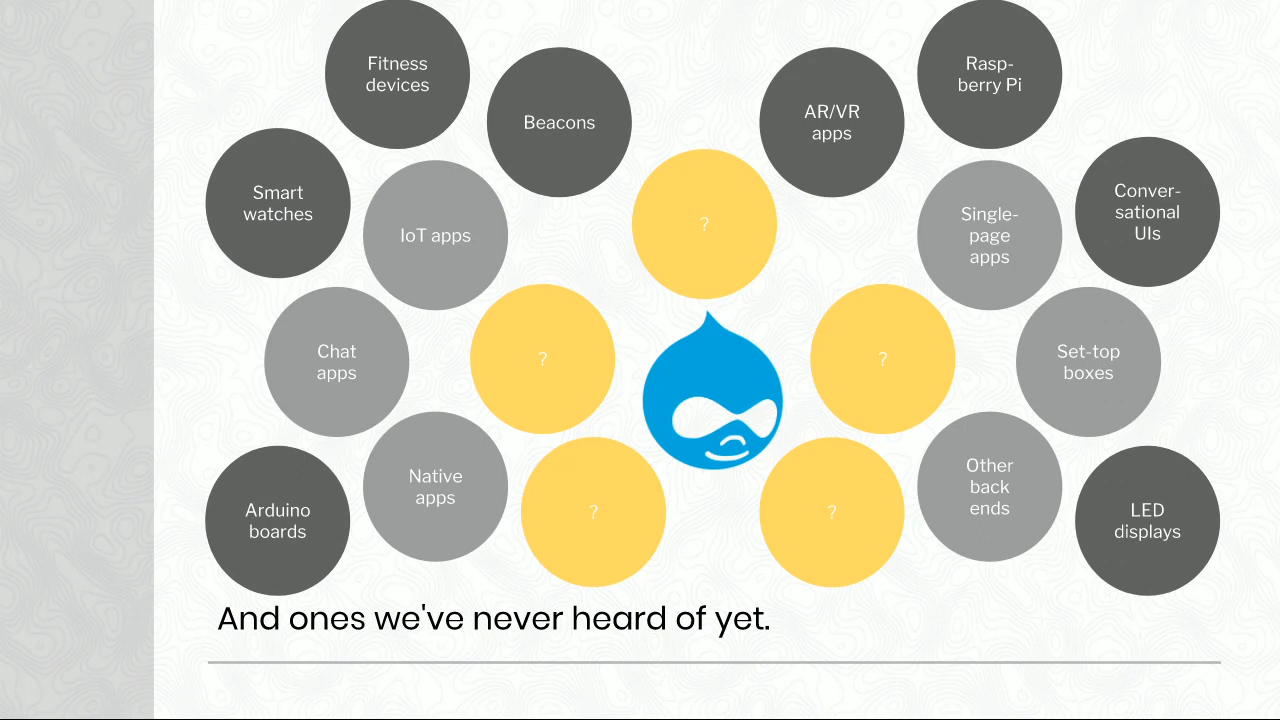 Fitness
devices
Beacons
AR/VR
apps
Rasp-
berry Pi
Smart
watches
IoT apps
?
Single-
page
apps
Conver-
sational
UIs
Chat
apps
?
?
Set-top
boxes
Arduino
boards
Native
apps
?
?
Other
back
ends
LED
displays
And ones we've never heard of yet.